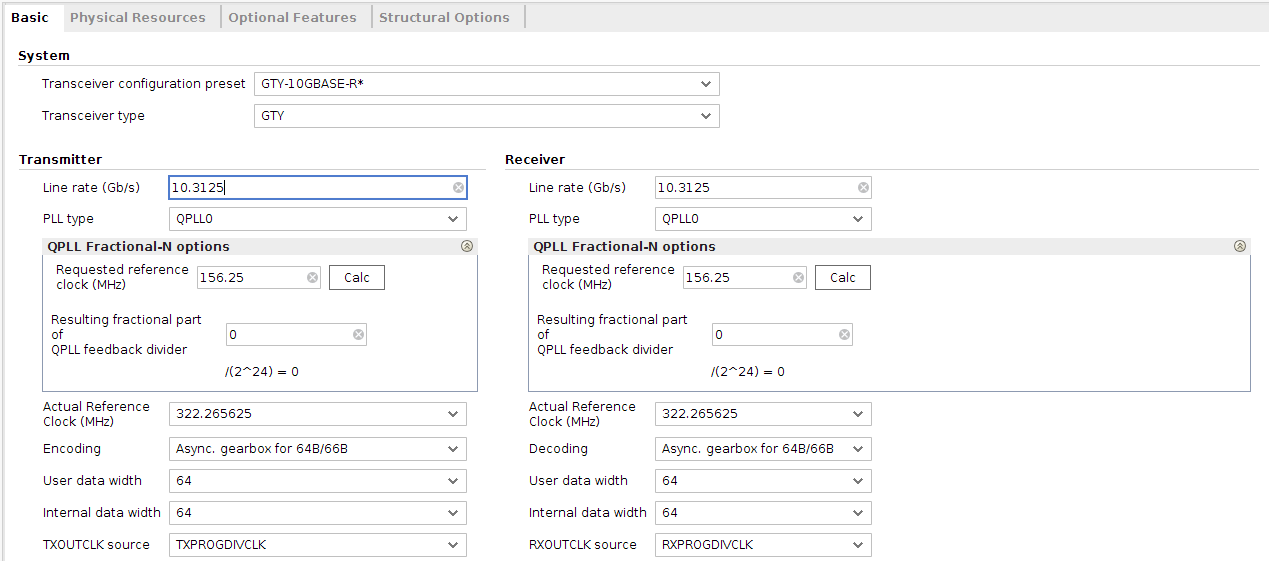 Basic Physical Resources Optional Features Structural Options
System
Transceiver configuration preset GTY-10GBASE-R*
Transceiver type GTY
Transmitter Receiver
Line rate (Gb/s) 10.3125 Line rate (Gb/s) 10.3125
PLL type QPLL0 PLL type QPLL0
QPLL Fractional-N options QPLL Fractional-N options
Requested reference Requested reference
clock (MHz) 156.25 Calc clock (MHz) 156.25 Calc
Resulting fractional part Resulting fractional part
of 0 of 0
QPLL feedback divider QPLL feedback divider
/(2^24) = 0 /(2^24) = 0
Actual Reference Actual Reference
Clock (MHz) 322.265625 Clock (MHz) 322.265625
Encoding Async. gearbox for 64B/66B Decoding Async. gearbox for 64B/66B
User data width 64 User data width 64
Internal data width 64 Internal data width 64
TXOUTCLK source TXPROGDIVCLK RXOUTCLK source RXPROGDIVCLK